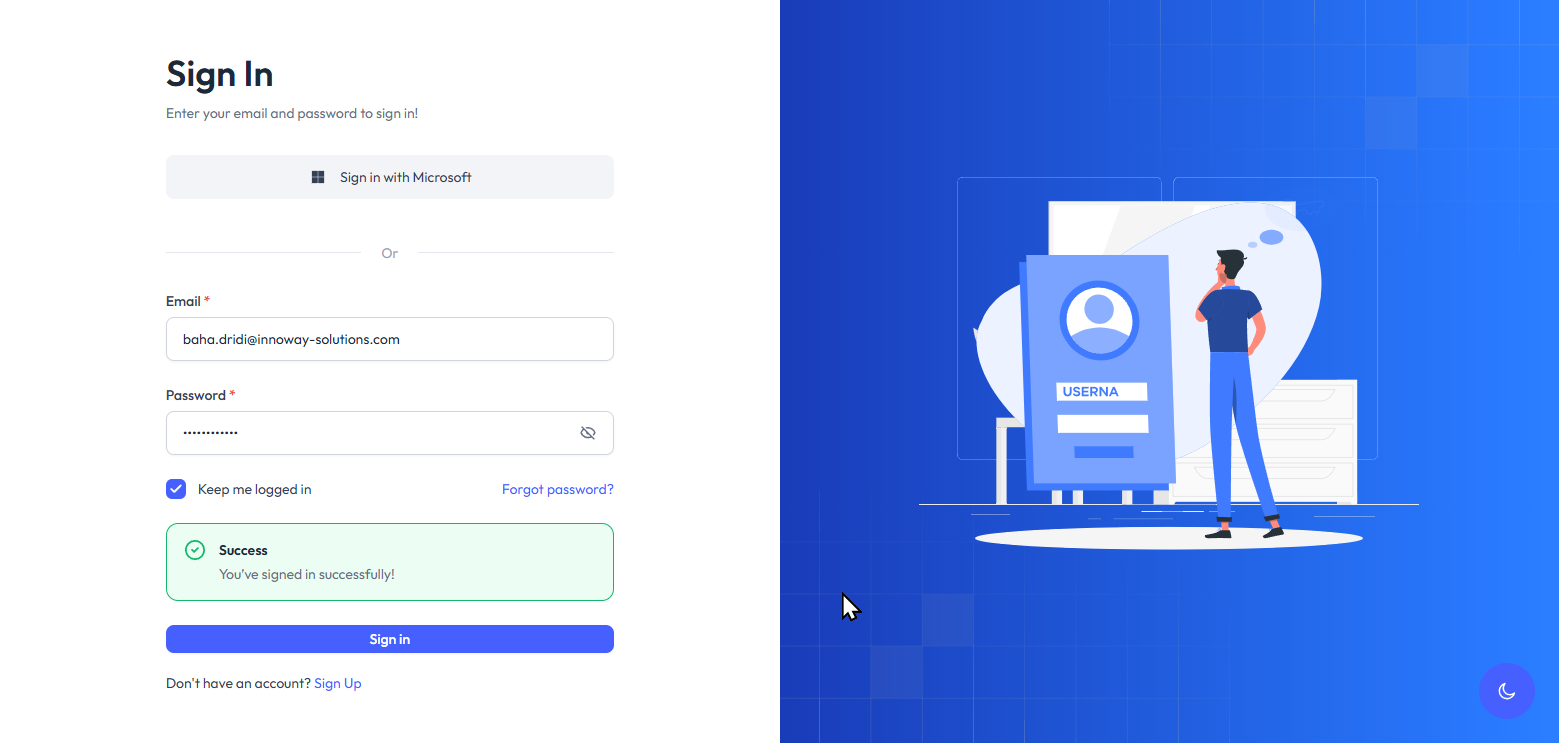 Sign In
Enter your email and password to sign in!
Sign in with Microsoft
Or
Email *
baha.dridi@innoway-solutions.com
Password *
••••••••••••
Keep me logged in
Forgot password?
Success
You've signed in successfully!
Sign in
Don't have an account? Sign Up
USERNA